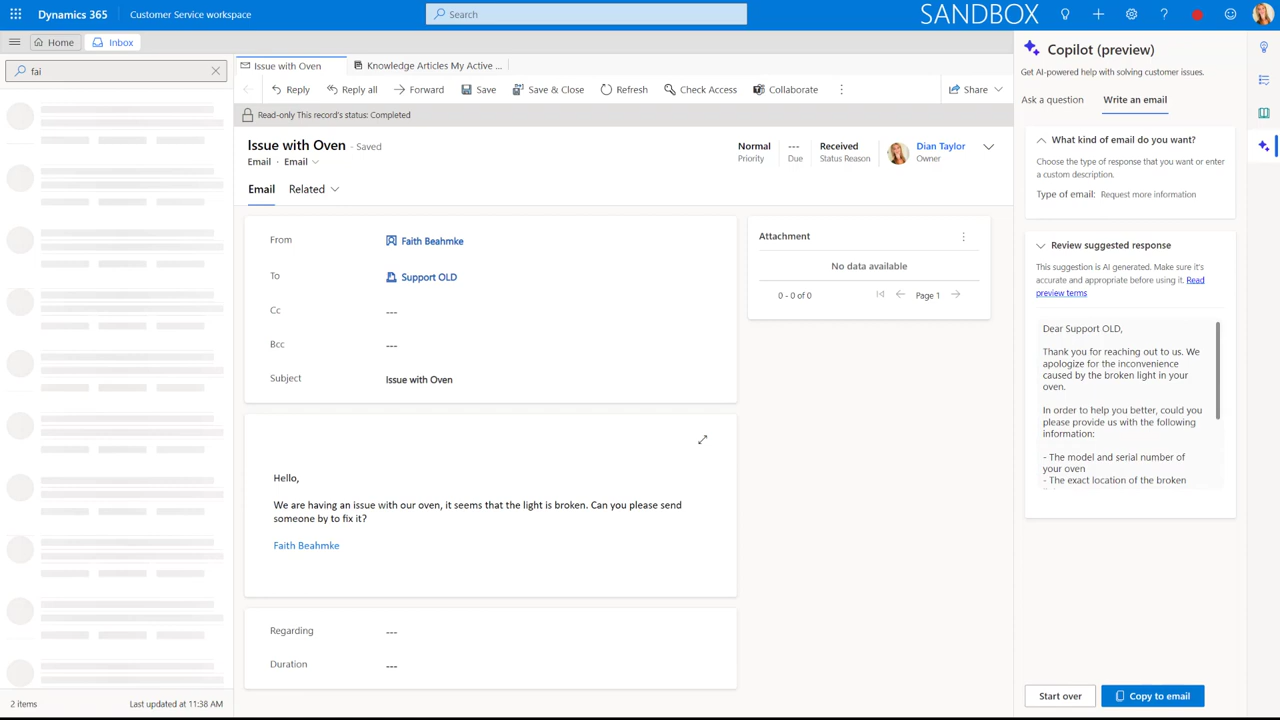 Dynamics 365 Customer Service workspace
Search
SANDBOX
Home
Inbox
fai
2 items
Last updated at 11:38 AM
Issue with Oven
Knowledge Articles My Active ...
Reply
Reply all
Forward
Save
Save & Close
Refresh
Check Access
Collaborate
Share
Read-only This record's status: Completed
Issue with Oven - Saved
Email · Email
Normal
Priority
---
Due
Received
Status Reason
Dian Taylor
Owner
Email
Related
From
Faith Beahmke
To
Support OLD
Cc
---
Bcc
---
Subject
Issue with Oven
Attachment
No data available
0 - 0 of 0
Page 1
Hello,
We are having an issue with our oven, it seems that the light is broken. Can you please send
someone by to fix it?
Faith Beahmke
Regarding
---
Duration
---
Copilot (preview)
Get AI-powered help with solving customer issues.
Ask a question
Write an email
What kind of email do you want?
Choose the type of response that you want or enter
a custom description.
Type of email: Request more information
Review suggested response
This suggestion is AI generated. Make sure it's
accurate and appropriate before using it. Read
preview terms
Dear Support OLD,
Thank you for reaching out to us. We
apologize for the inconvenience
caused by the broken light in your
oven.
In order to help you better, could you
please provide us with the following
information:
- The model and serial number of
your oven
- The exact location of the broken
Start over
Copy to email